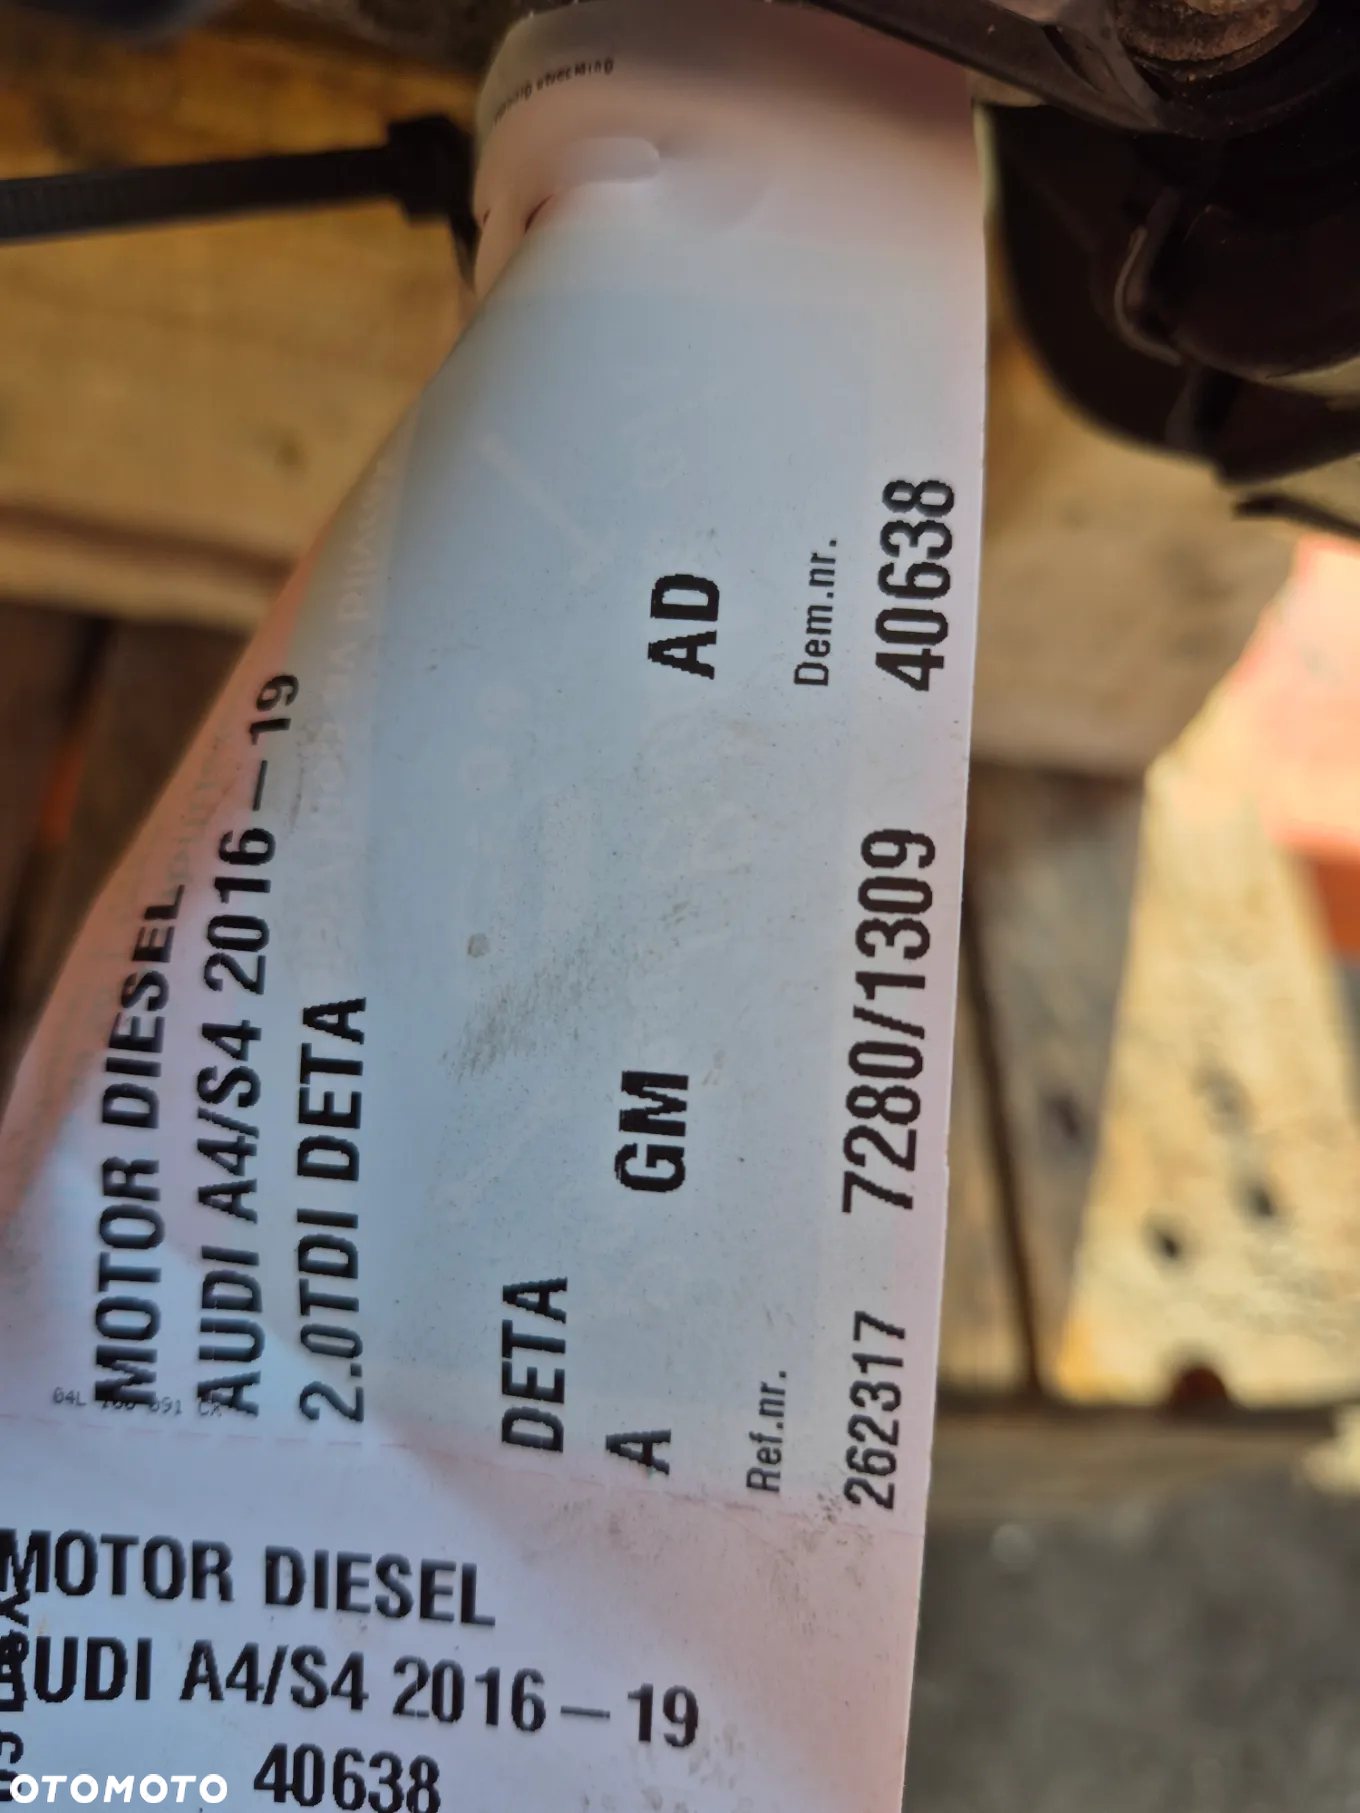 MOTOR DIESEL
AUDI A4/S4 2016–19
2.0TDI DETA
DETA
A GM AD
Ref.nr. Dem.nr.
262317 7280/1309 40638
MOTOR DIESEL
AUDI A4/S4 2016–19
40638
OTOMOTO